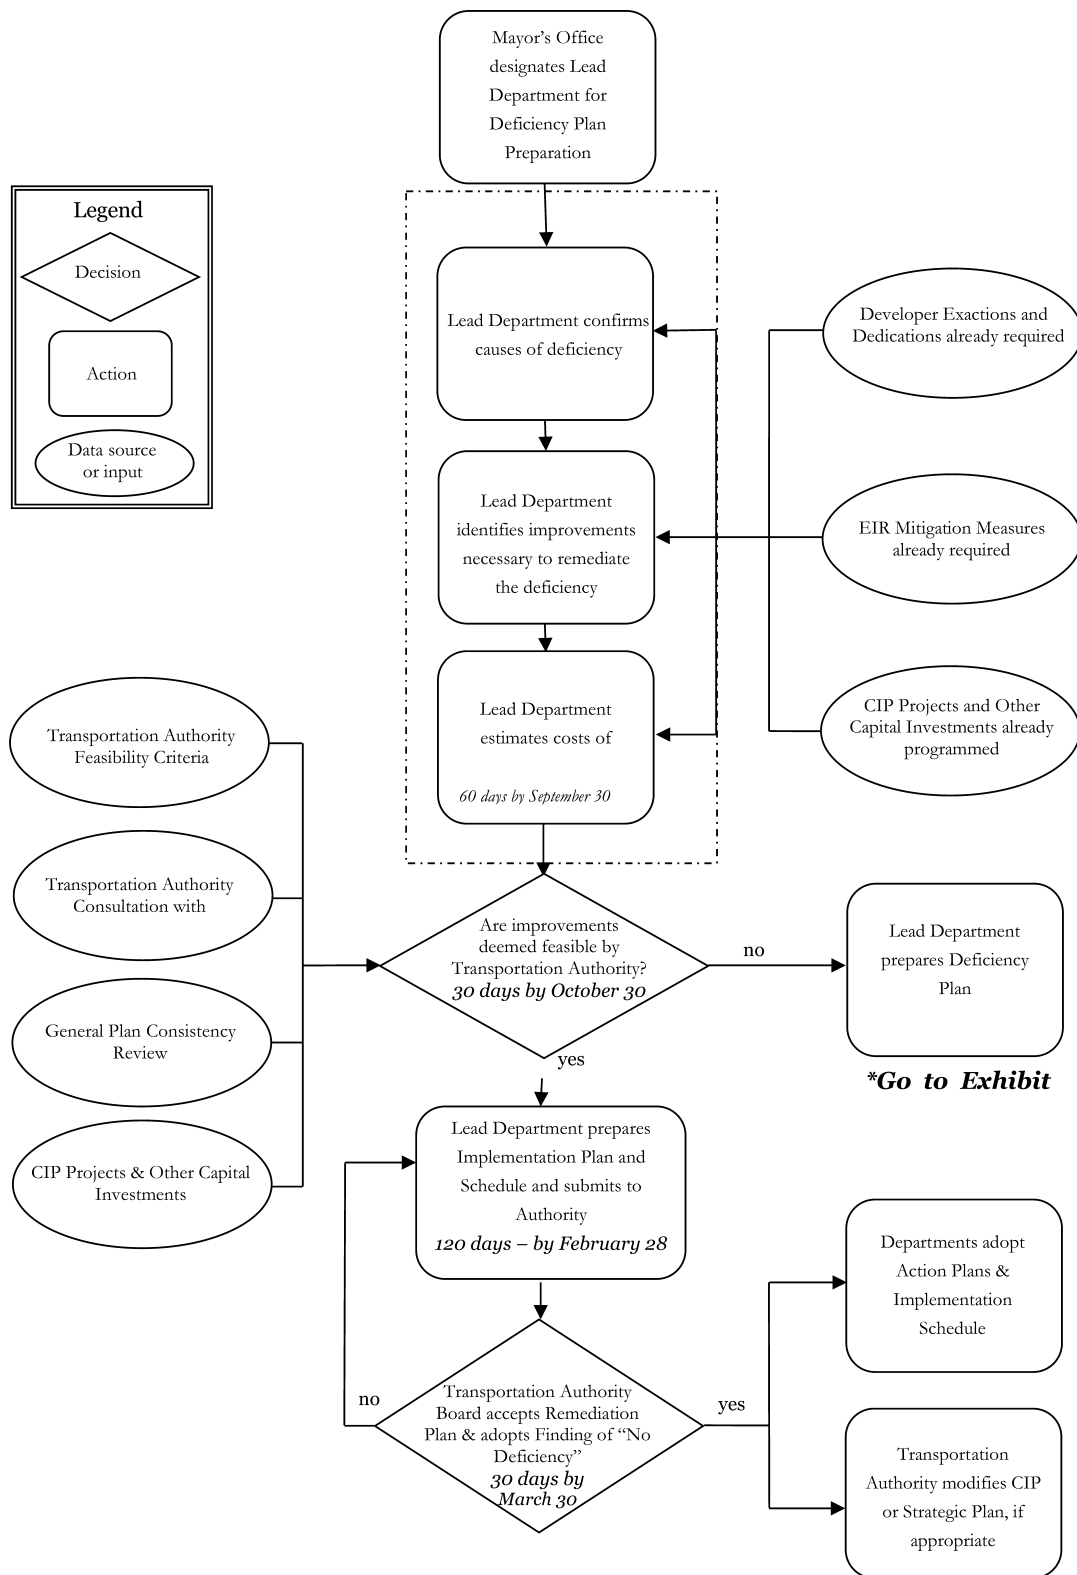 Mayor’s Office
designates Lead
Department for
Deficiency Plan
Preparation
Legend
Decision
Action
Data source
or input
Lead Department confirms
causes of deficiency
Developer Exactions and
Dedications already required
Lead Department
identifies improvements
necessary to remediate
the deficiency
EIR Mitigation Measures
already required
Lead Department
estimates costs of
60 days by September 30
CIP Projects and Other
Capital Investments already
programmed
Transportation Authority
Feasibility Criteria
Transportation Authority
Consultation with
General Plan Consistency
Review
CIP Projects & Other Capital
Investments
Are improvements
deemed feasible by
Transportation Authority?
30 days by October 30
no
Lead Department
prepares Deficiency
Plan
*Go to Exhibit
yes
Lead Department prepares
Implementation Plan and
Schedule and submits to
Authority
120 days – by February 28
no
Transportation Authority
Board accepts Remediation
Plan & adopts Finding of “No
Deficiency”
30 days by
March 30
yes
Departments adopt
Action Plans &
Implementation
Schedule
Transportation
Authority modifies CIP
or Strategic Plan, if
appropriate